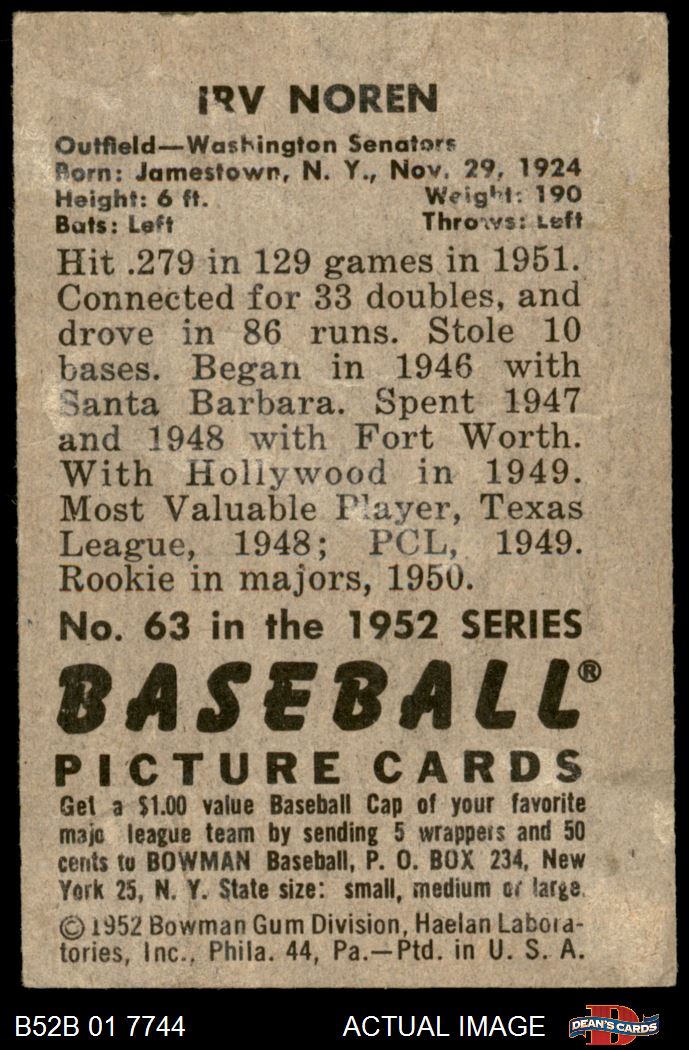 IRV NOREN
Outfield—Washington Senators
Born: Jamestown, N. Y., Nov. 29, 1924
Height: 6 ft. Weight: 190
Bats: Left Throws: Left
Hit .279 in 129 games in 1951.
Connected for 33 doubles, and
drove in 86 runs. Stole 10
bases. Began in 1946 with
Santa Barbara. Spent 1947
and 1948 with Fort Worth.
With Hollywood in 1949.
Most Valuable Player, Texas
League, 1948; PCL, 1949.
Rookie in majors, 1950.
No. 63 in the 1952 SERIES
BASEBALL®
PICTURE CARDS
Get a $1.00 value Baseball Cap of your favorite
majo league team by sending 5 wrappers and 50
cents to BOWMAN Baseball, P. O. BOX 234, New
York 25, N. Y. State size: small, medium or large.
© 1952 Bowman Gum Division, Haelan Labora-
tories, Inc., Phila. 44, Pa.—Ptd. in U. S. A.
B52B 01 7744 ACTUAL IMAGE D DEAN'S CARDS